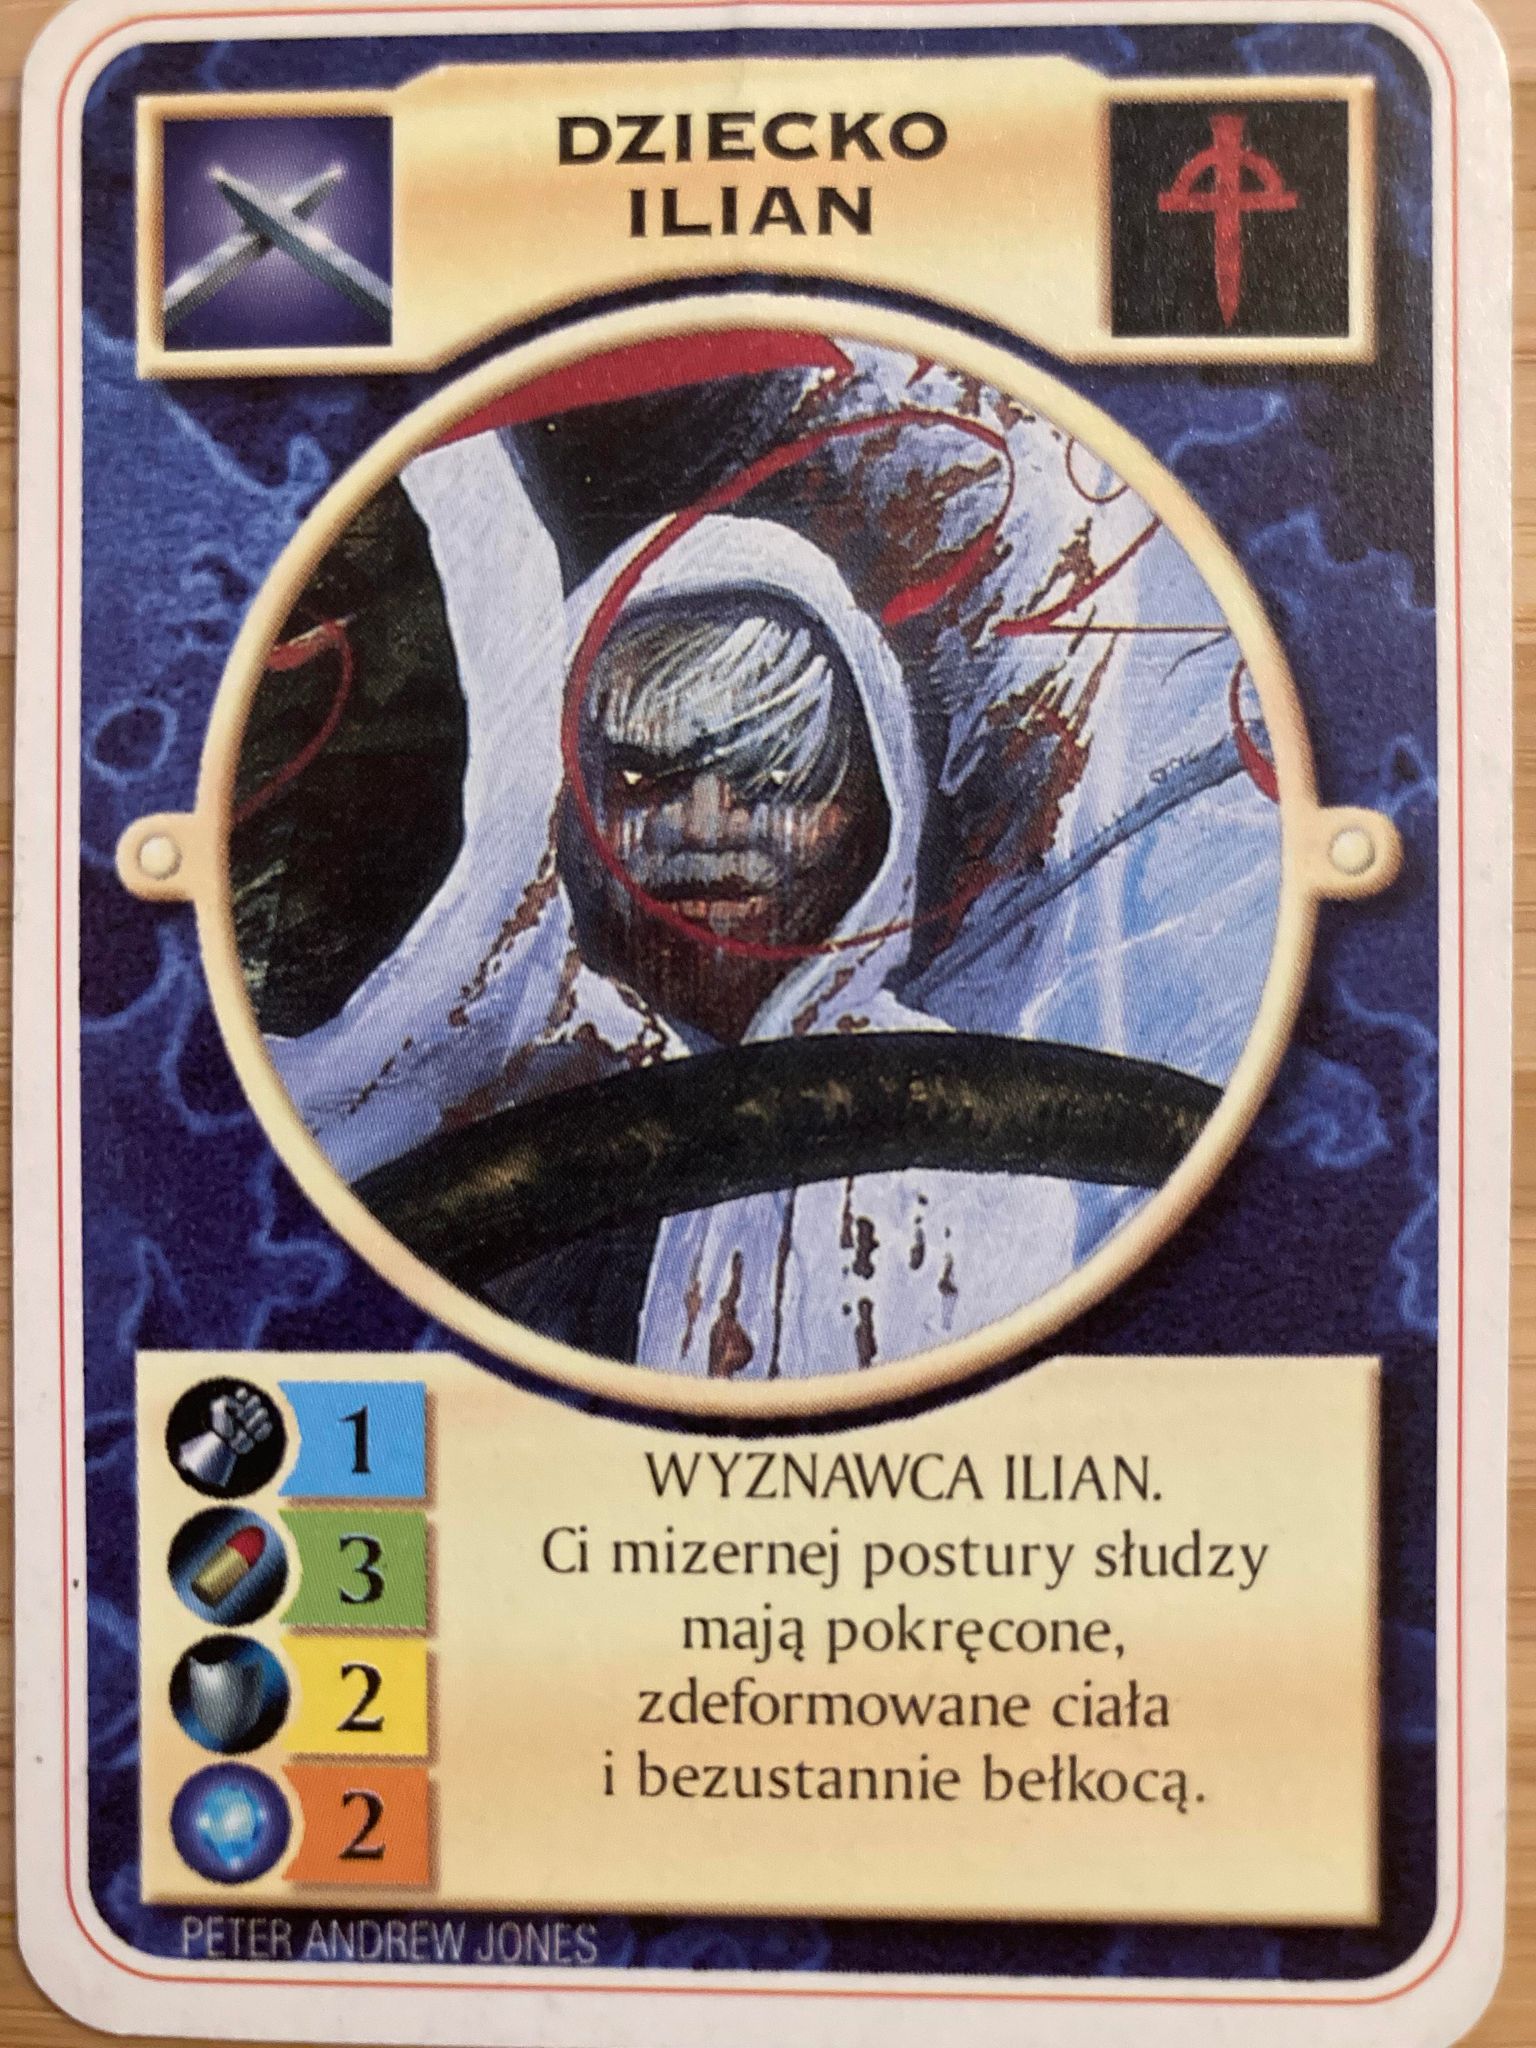 DZIECKO
ILIAN
1
3
2
2
WYZNAWCA ILIAN.
Ci mizernej postury słudzy
mają pokręcone,
zdeformowane ciała
i bezustannie bełkocą.
PETER ANDREW JONES